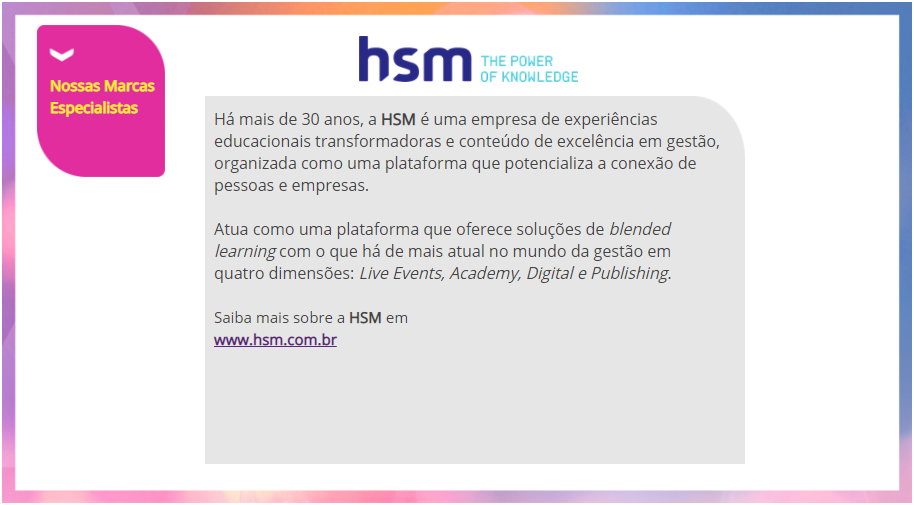 Nossas Marcas
Especialistas
hsm
THE POWER
OF KNOWLEDGE
Há mais de 30 anos, a HSM é uma empresa de experiências
educacionais transformadoras e conteúdo de excelência em gestão,
organizada como uma plataforma que potencializa a conexão de
pessoas e empresas.
Atua como uma plataforma que oferece soluções de blended
learning com o que há de mais atual no mundo da gestão em
quatro dimensões: Live Events, Academy, Digital e Publishing.
Saiba mais sobre a HSM em
www.hsm.com.br